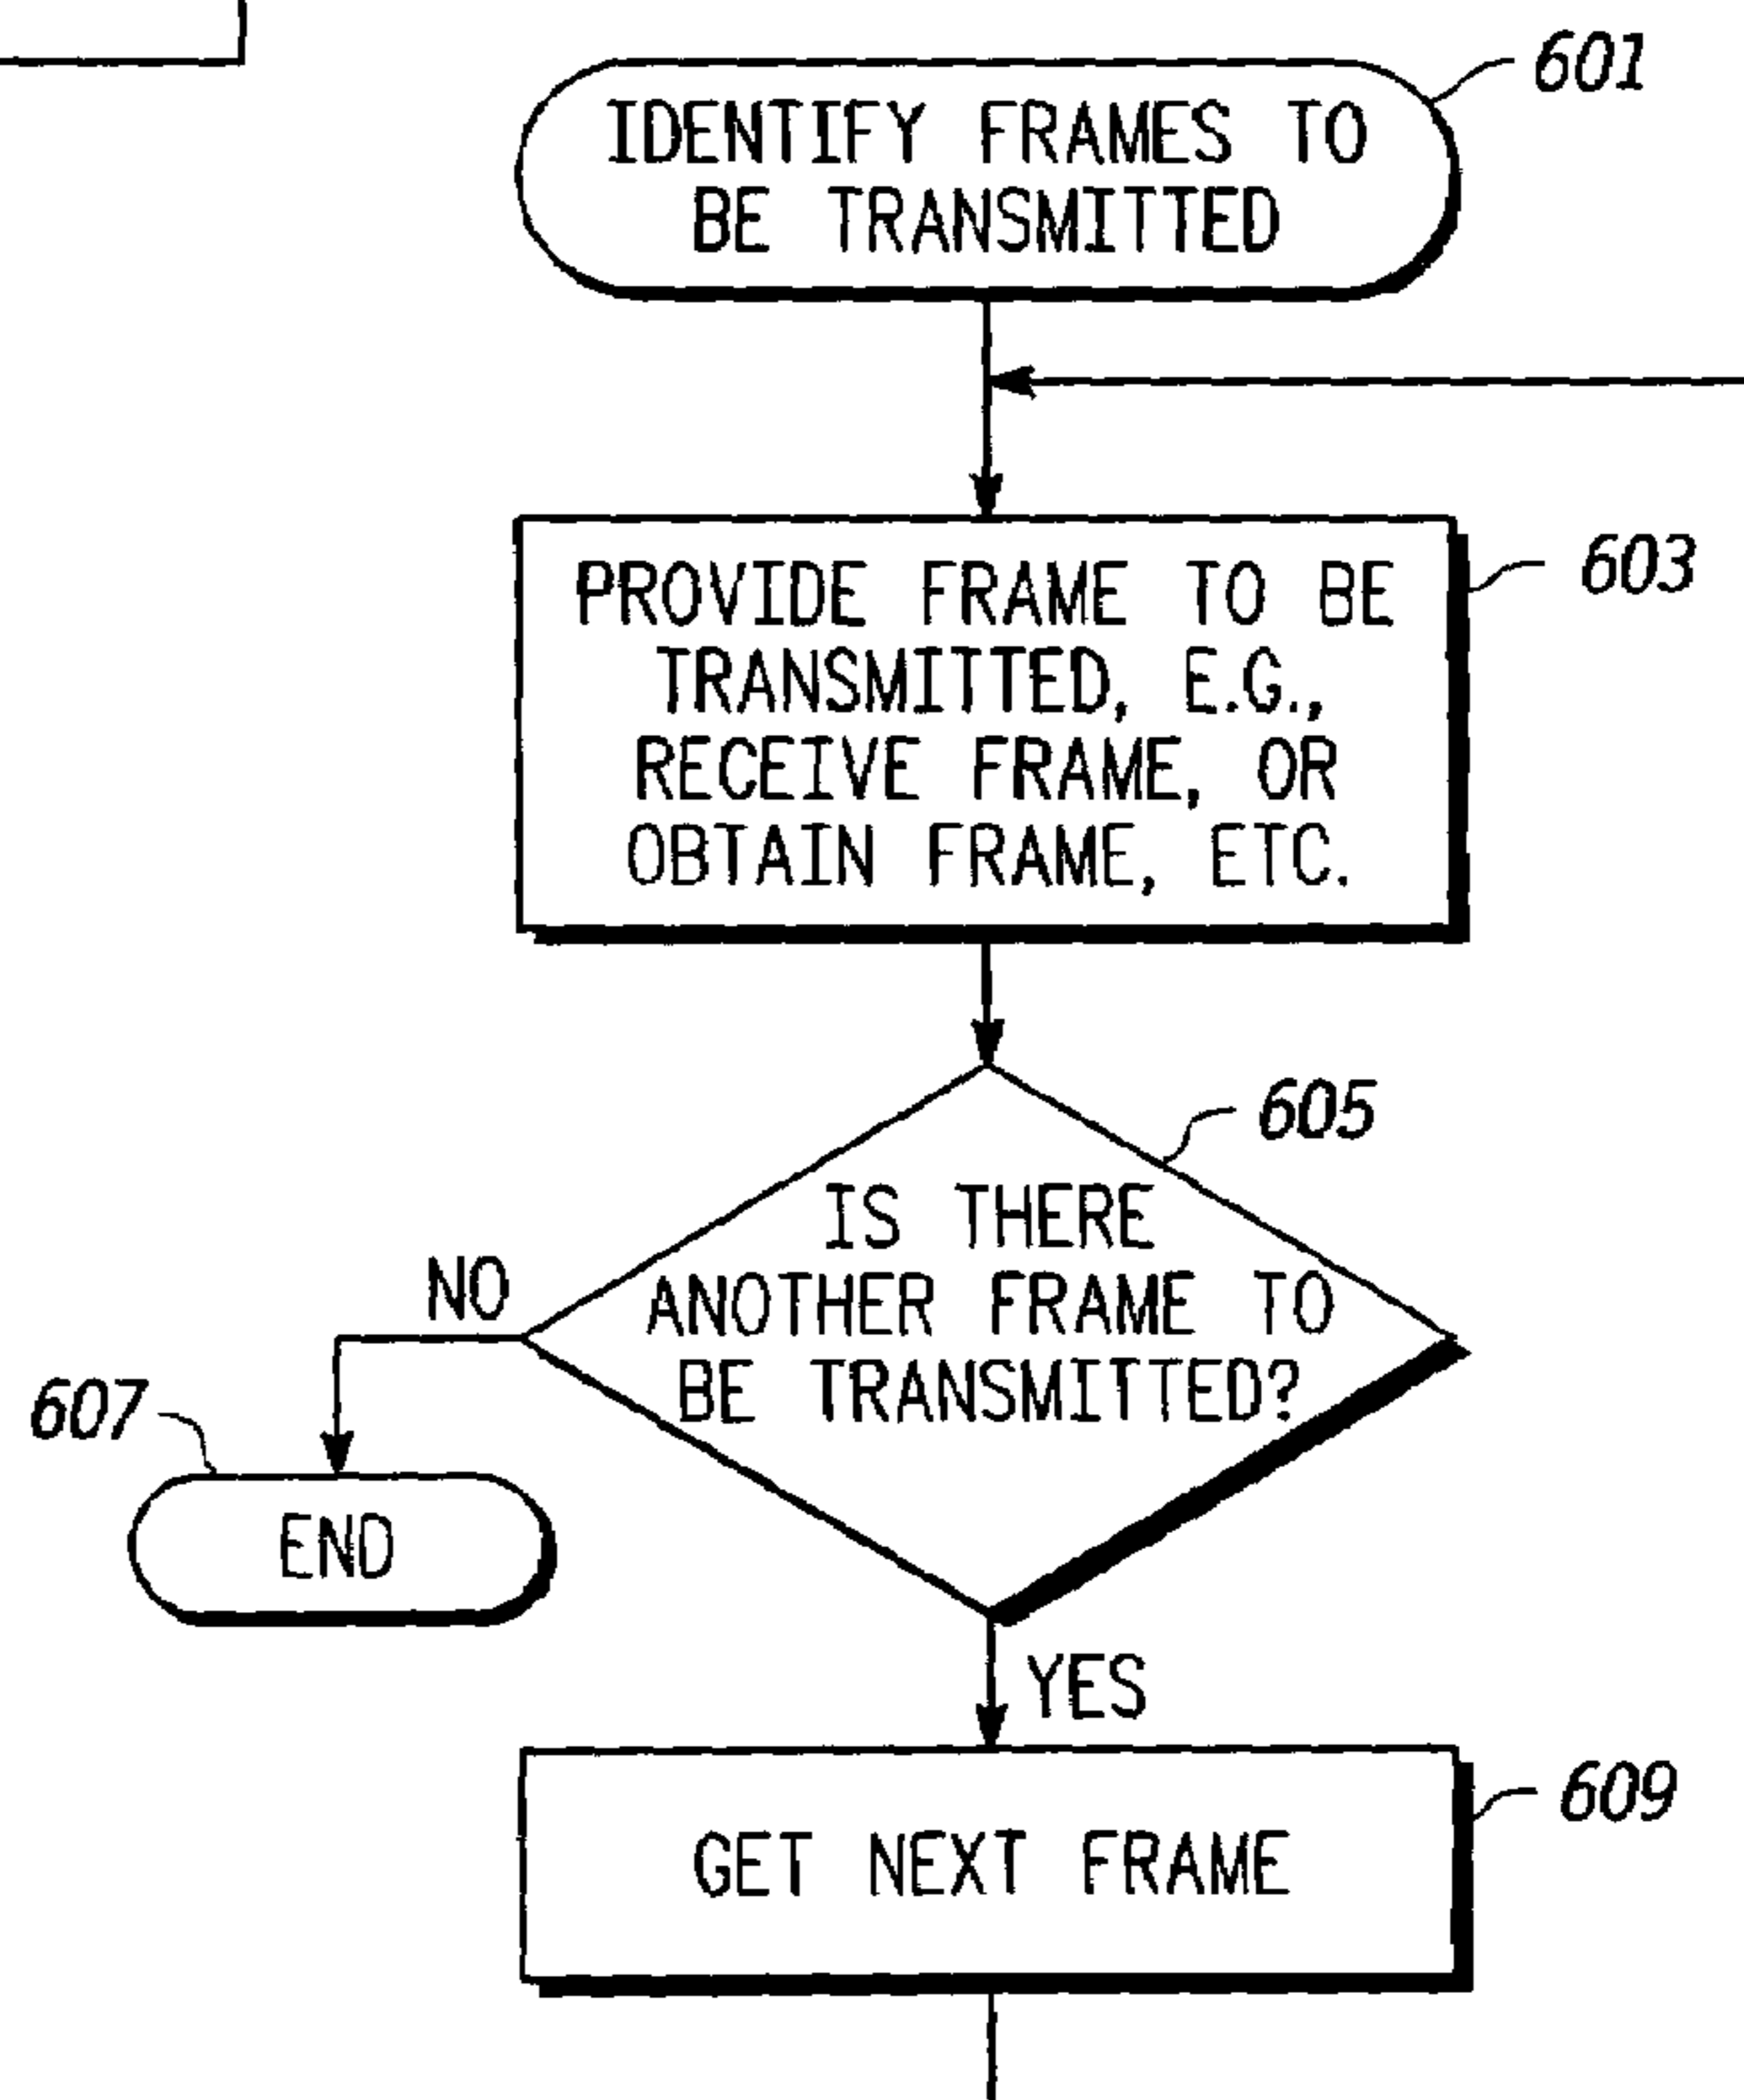 601
IDENTIFY FRAMES TO
BE TRANSMITTED
603
PROVIDE FRAME TO BE
TRANSMITTED, E.G.,
RECEIVE FRAME, OR
OBTAIN FRAME, ETC.
605
IS THERE
ANOTHER FRAME TO
BE TRANSMITTED?
NO
607
END
YES
609
GET NEXT FRAME